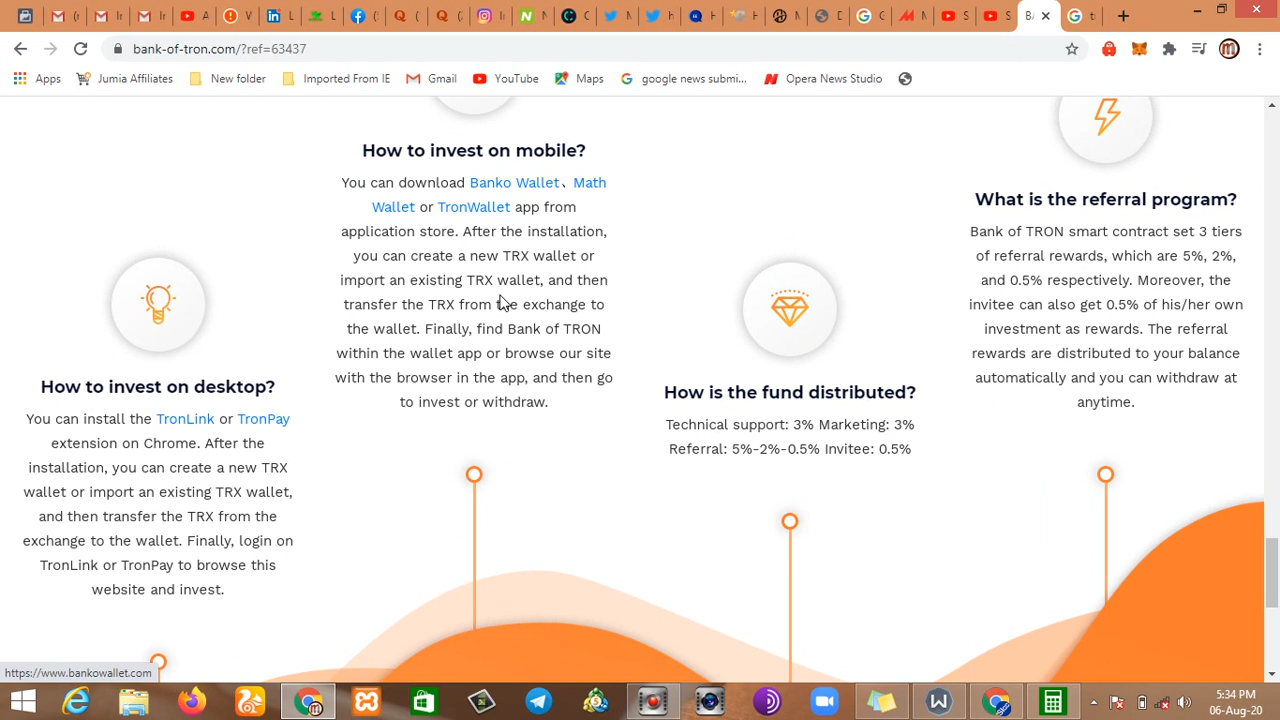 bank-of-tron.com/?ref=63437
Apps
Jumia Affiliates
New folder
Imported From IE
Gmail
YouTube
Maps
google news submi...
Opera News Studio
How to invest on mobile?
You can download Banko Wallet、Math
Wallet or TronWallet app from
application store. After the installation,
you can create a new TRX wallet or
import an existing TRX wallet, and then
transfer the TRX from the exchange to
the wallet. Finally, find Bank of TRON
within the wallet app or browse our site
with the browser in the app, and then go
to invest or withdraw.
What is the referral program?
Bank of TRON smart contract set 3 tiers
of referral rewards, which are 5%, 2%,
and 0.5% respectively. Moreover, the
invitee can also get 0.5% of his/her own
investment as rewards. The referral
rewards are distributed to your balance
automatically and you can withdraw at
anytime.
How to invest on desktop?
You can install the TronLink or TronPay
extension on Chrome. After the
installation, you can create a new TRX
wallet or import an existing TRX wallet,
and then transfer the TRX from the
exchange to the wallet. Finally, login on
TronLink or TronPay to browse this
website and invest.
How is the fund distributed?
Technical support: 3% Marketing: 3%
Referral: 5%-2%-0.5% Invitee: 0.5%
https://www.bankowallet.com
5:34 PM
06-Aug-20